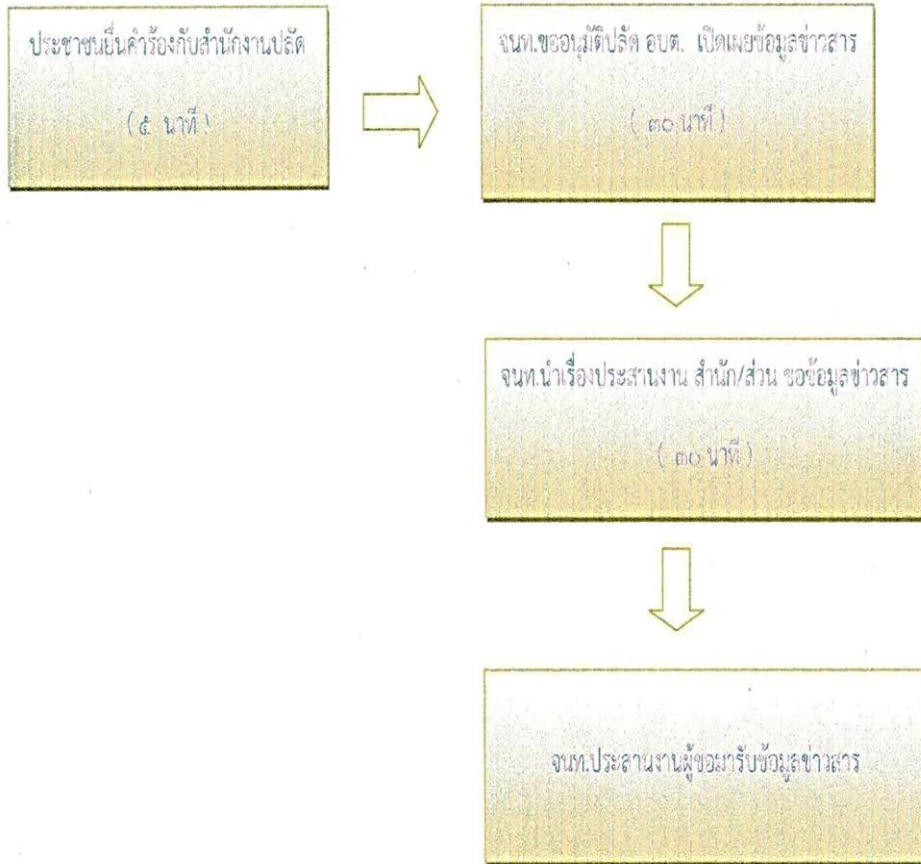 ประชาชนยื่นคำร้องกับสำนักงานปลัด
( ๕ นาที )
จนท.ขออนุมัติปลัด อบต. เปิดเผยข้อมูลข่าวสาร
( ๓๐ นาที )
จนท.นำเรื่องประสานงาน สำนัก/ส่วน ขอข้อมูลข่าวสาร
( ๓๐ นาที )
จนท.ประสานงานผู้ขอมารับข้อมูลข่าวสาร